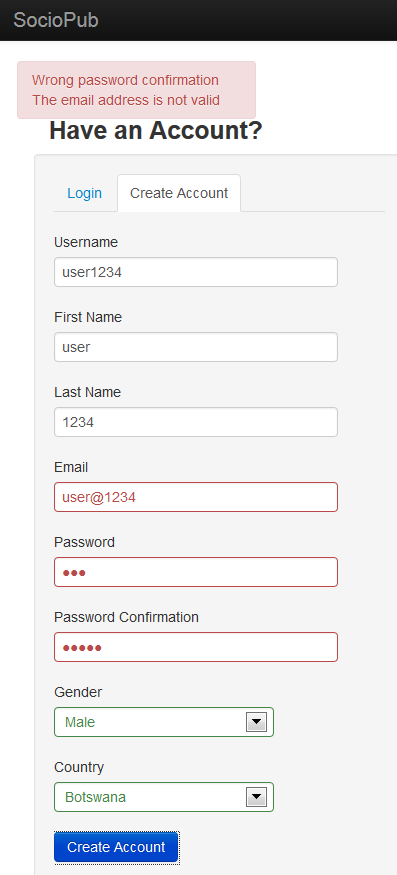 SocioPub
Wrong password confirmation
The email address is not valid
Have an Account?
Login Create Account
Username
user1234
First Name
user
Last Name
1234
Email
user@1234
Password
●●●
Password Confirmation
●●●●●
Gender
Male
Country
Botswana
Create Account